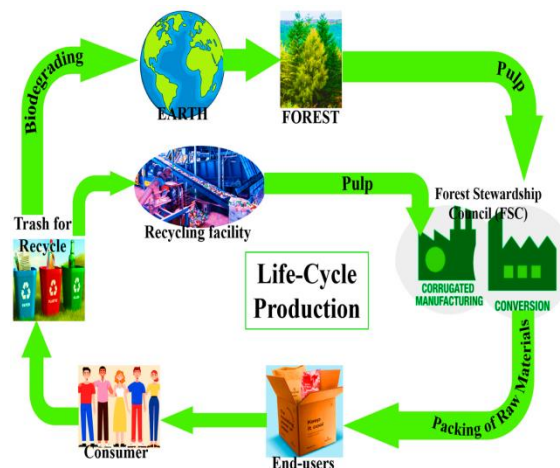 Biodegrading
EARTH
FOREST
Pulp
Trash for
Recycle
Recycling facility
Pulp
Forest Stewardship
Council (FSC)
CORRUGATED
MANUFACTURING
CONVERSION
Life-Cycle
Production
Packing of Raw Materials
Consumer
End-users